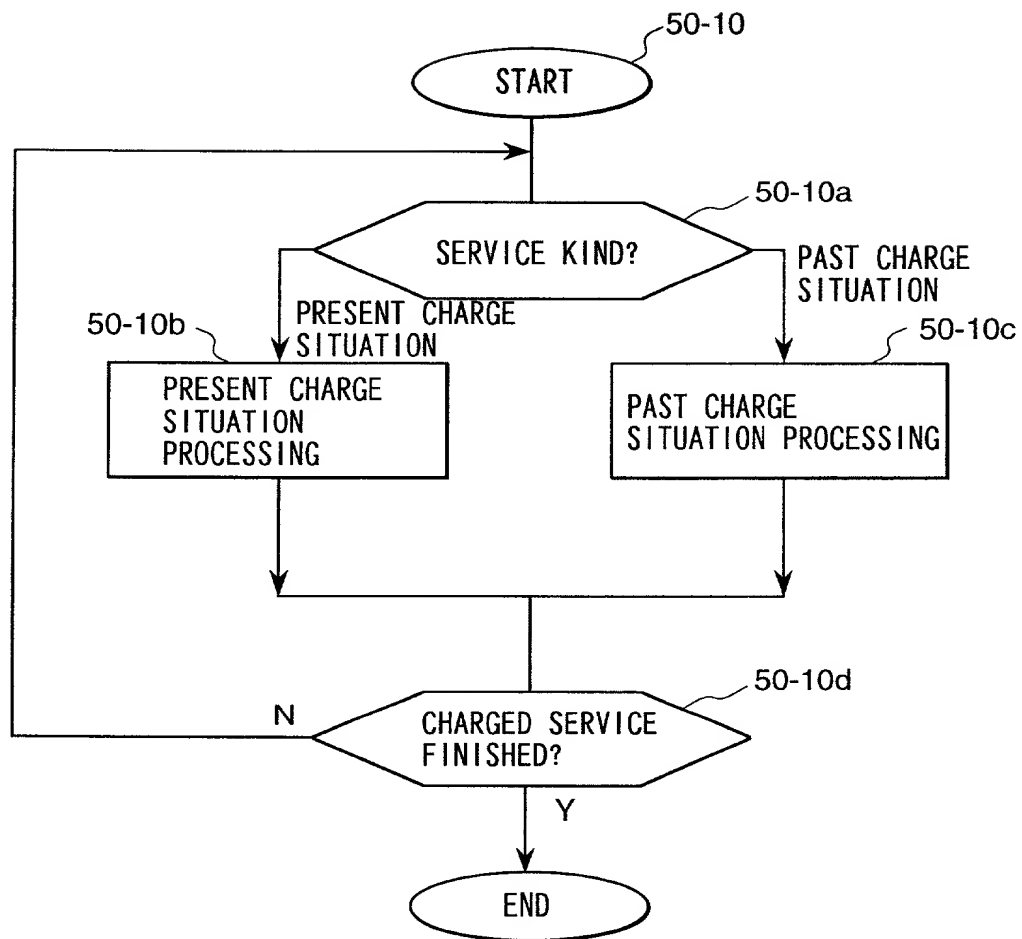 50-10
START
50-10a
SERVICE KIND?
PAST CHARGE
SITUATION
PRESENT CHARGE
SITUATION
50-10b
50-10c
PRESENT CHARGE
SITUATION
PROCESSING
PAST CHARGE
SITUATION PROCESSING
50-10d
N
CHARGED SERVICE
FINISHED?
Y
END